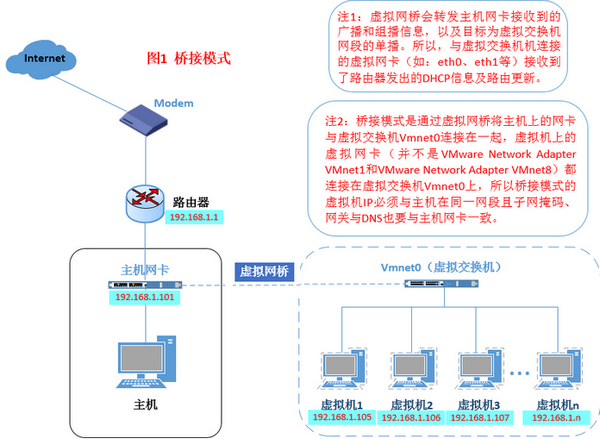 注1：虚拟网桥会转发主机网卡接收到的
广播和组播信息，以及目标为虚拟交换机
网段的单播。所以，与虚拟交换机机连接
的虚拟网卡（如：eth0、eth1等）接收到
了路由器发出的DHCP信息及路由更新。
Internet
图1 桥接模式
Modem
注2：桥接模式是通过虚拟网桥将主机上的网卡
与虚拟交换机Vmnet0连接在一起，虚拟机上的
虚拟网卡（并不是VMware Network Adapter
VMnet1和VMware Network Adapter VMnet8）都
连接在虚拟交换机Vmnet0上，所以桥接模式的
虚拟机IP必须与主机在同一网段且子网掩码、
网关与DNS也要与主机网卡一致。
路由器
192.168.1.1
主机网卡
192.168.1.101
虚拟网桥
Vmnet0（虚拟交换机）
主机
虚拟机1
192.168.1.105
虚拟机2
192.168.1.106
虚拟机3
192.168.1.107
虚拟机n
192.168.1.n